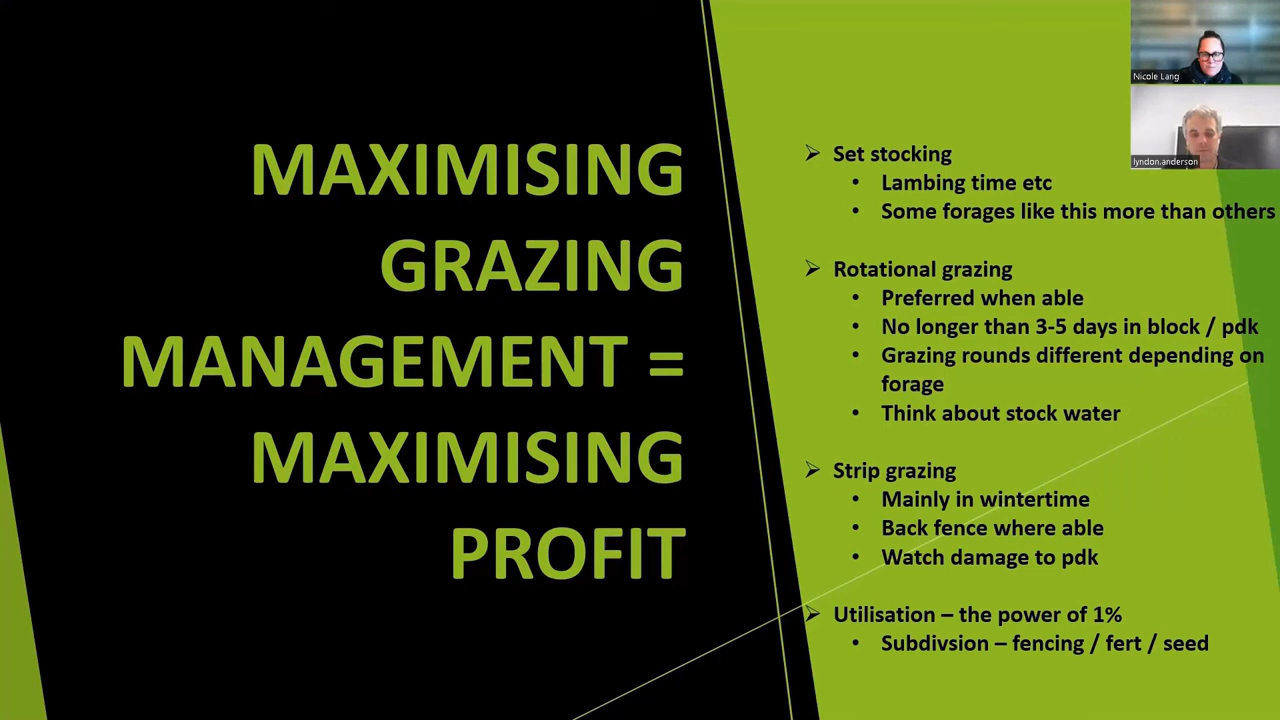 MAXIMISING
GRAZING
MANAGEMENT =
MAXIMISING
PROFIT
Nicole Lang
lyndon.anderson
➢ Set stocking
• Lambing time etc
• Some forages like this more than others
➢ Rotational grazing
• Preferred when able
• No longer than 3-5 days in block / pdk
• Grazing rounds different depending on
forage
• Think about stock water
➢ Strip grazing
• Mainly in wintertime
• Back fence where able
• Watch damage to pdk
➢ Utilisation – the power of 1%
• Subdivsion – fencing / fert / seed